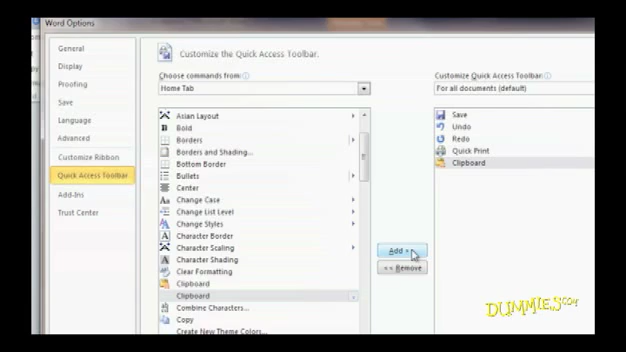 Word Options
General
Display
Proofing
Save
Language
Advanced
Customize Ribbon
Quick Access Toolbar
Add-Ins
Trust Center
Customize the Quick Access Toolbar.
Choose commands from:
Home Tab
Asian Layout
Bold
Borders
Borders and Shading...
Bottom Border
Bullets
Center
Change Case
Change List Level
Change Styles
Character Border
Character Scaling
Character Shading
Clear Formatting
Clipboard
Clipboard
Combine Characters...
Copy
Create New Theme Colors...
Add >>
<< Remove
Customize Quick Access Toolbar:
For all documents (default)
Save
Undo
Redo
Quick Print
Clipboard
DUMMIES.COM